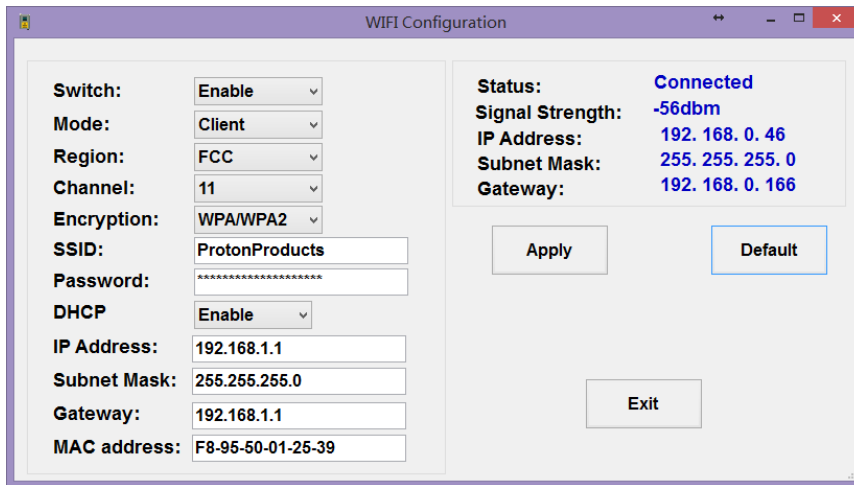 WIFI Configuration
Switch: Enable
Mode: Client
Region: FCC
Channel: 11
Encryption: WPA/WPA2
SSID: ProtonProducts
Password: ********************
DHCP Enable
IP Address: 192.168.1.1
Subnet Mask: 255.255.255.0
Gateway: 192.168.1.1
MAC address: F8-95-50-01-25-39
Status: Connected
Signal Strength: -56dbm
IP Address: 192. 168. 0. 46
Subnet Mask: 255. 255. 255. 0
Gateway: 192. 168. 0. 166
Apply
Default
Exit